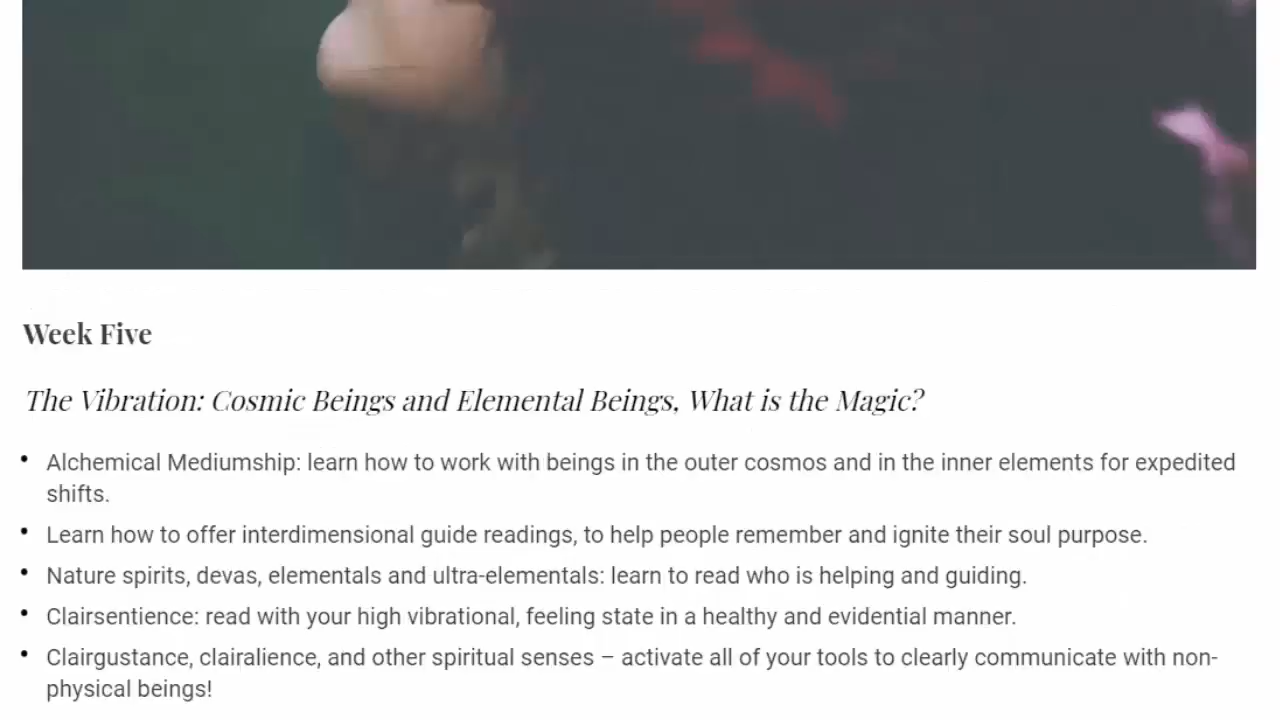 Week Five
The Vibration: Cosmic Beings and Elemental Beings, What is the Magic?
• Alchemical Mediumship: learn how to work with beings in the outer cosmos and in the inner elements for expedited
shifts.
• Learn how to offer interdimensional guide readings, to help people remember and ignite their soul purpose.
• Nature spirits, devas, elementals and ultra-elementals: learn to read who is helping and guiding.
• Clairsentience: read with your high vibrational, feeling state in a healthy and evidential manner.
• Clairgustance, clairalience, and other spiritual senses – activate all of your tools to clearly communicate with non-
physical beings!